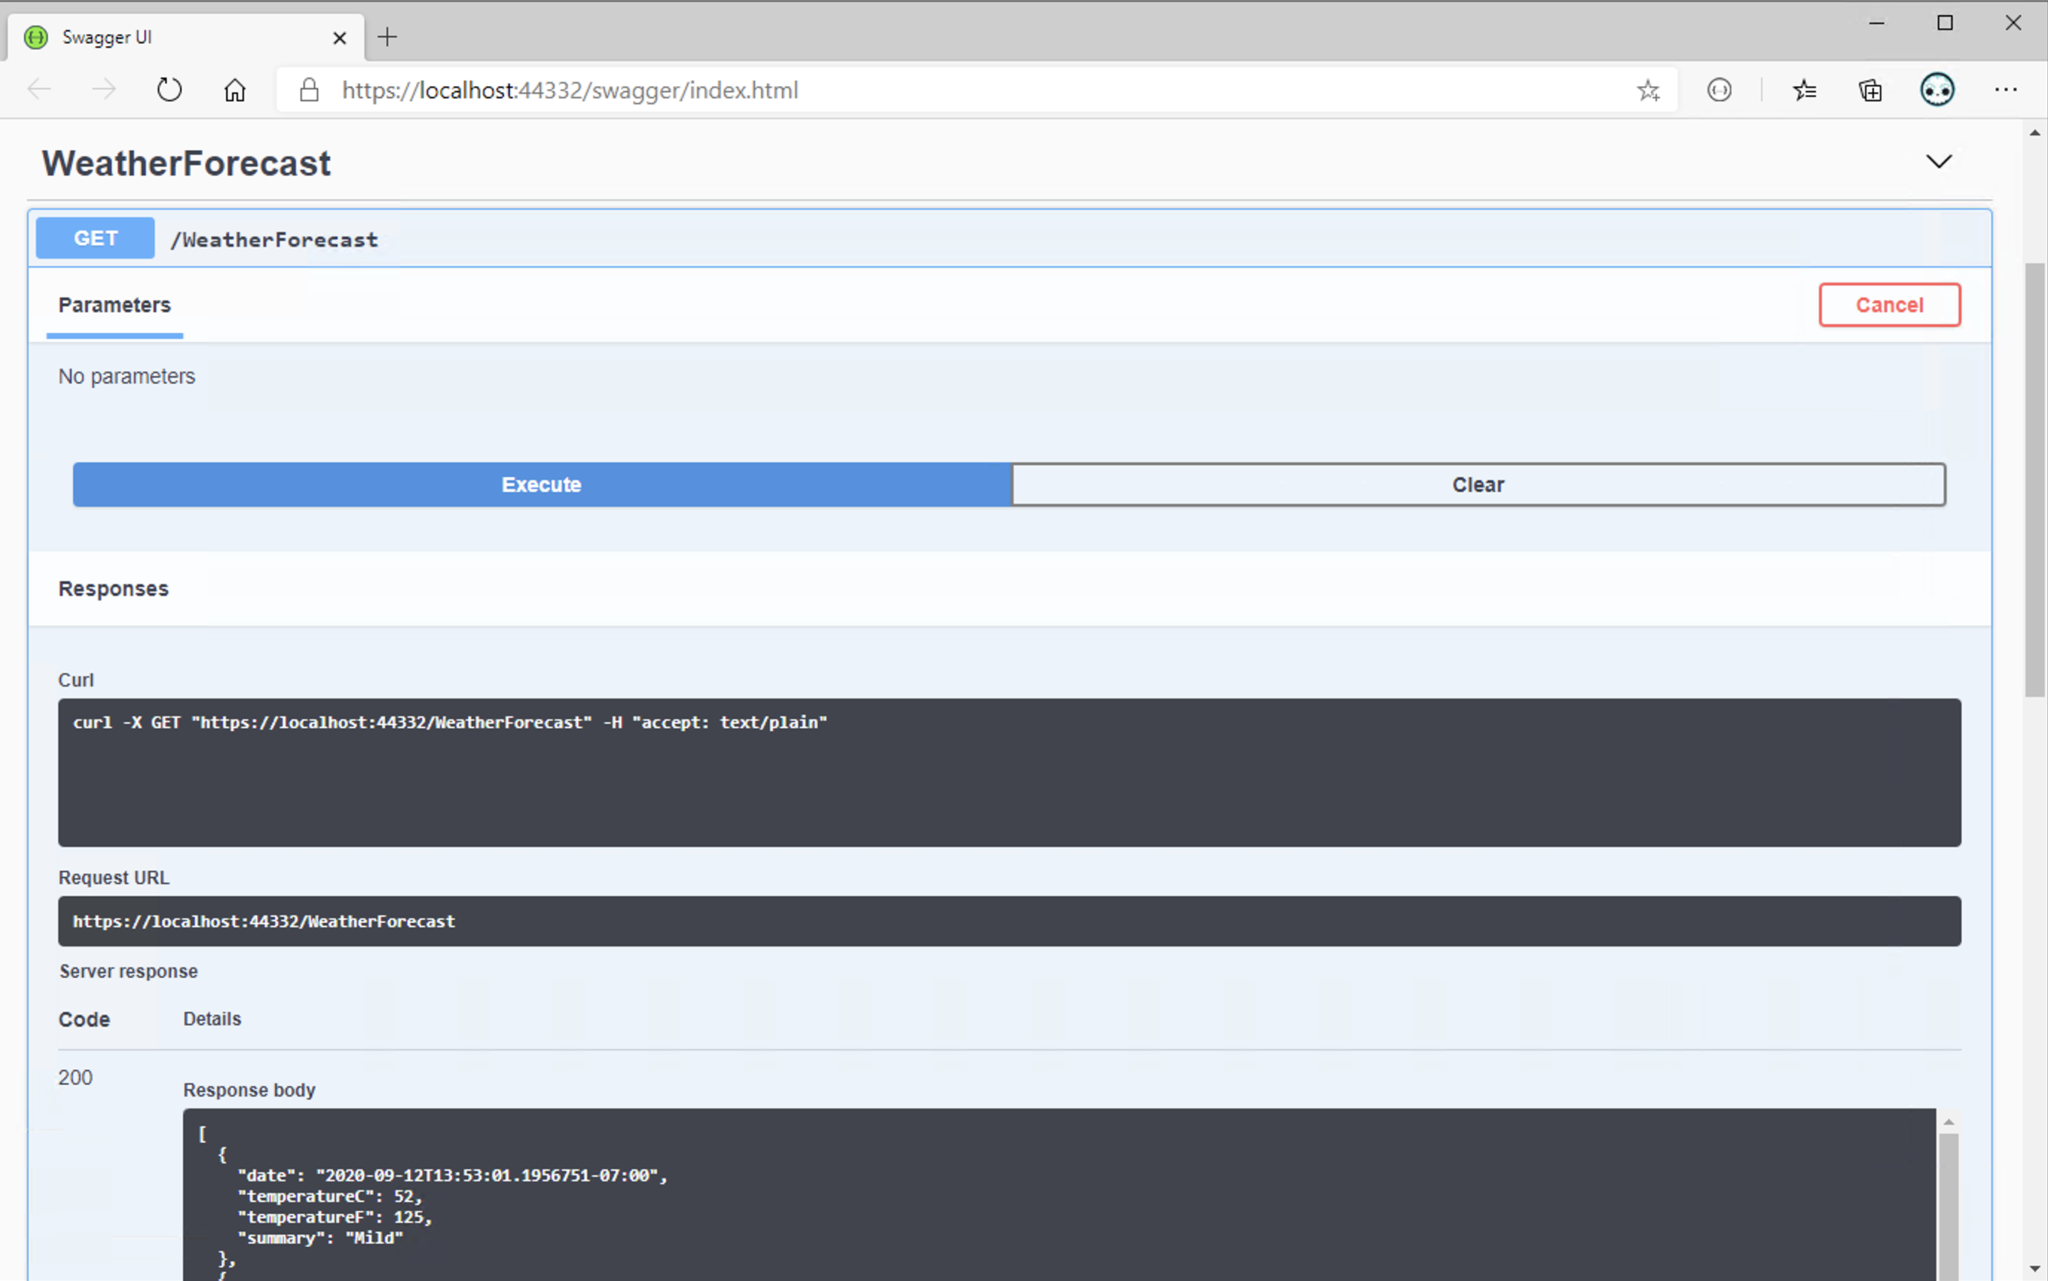 Swagger UI
https://localhost:44332/swagger/index.html
WeatherForecast
GET /WeatherForecast
Parameters
Cancel
No parameters
Execute
Clear
Responses
Curl
curl -X GET "https://localhost:44332/WeatherForecast" -H "accept: text/plain"
Request URL
https://localhost:44332/WeatherForecast
Server response
Code Details
200
Response body
[
{
"date": "2020-09-12T13:53:01.1956751-07:00",
"temperatureC": 52,
"temperatureF": 125,
"summary": "Mild"
},
{